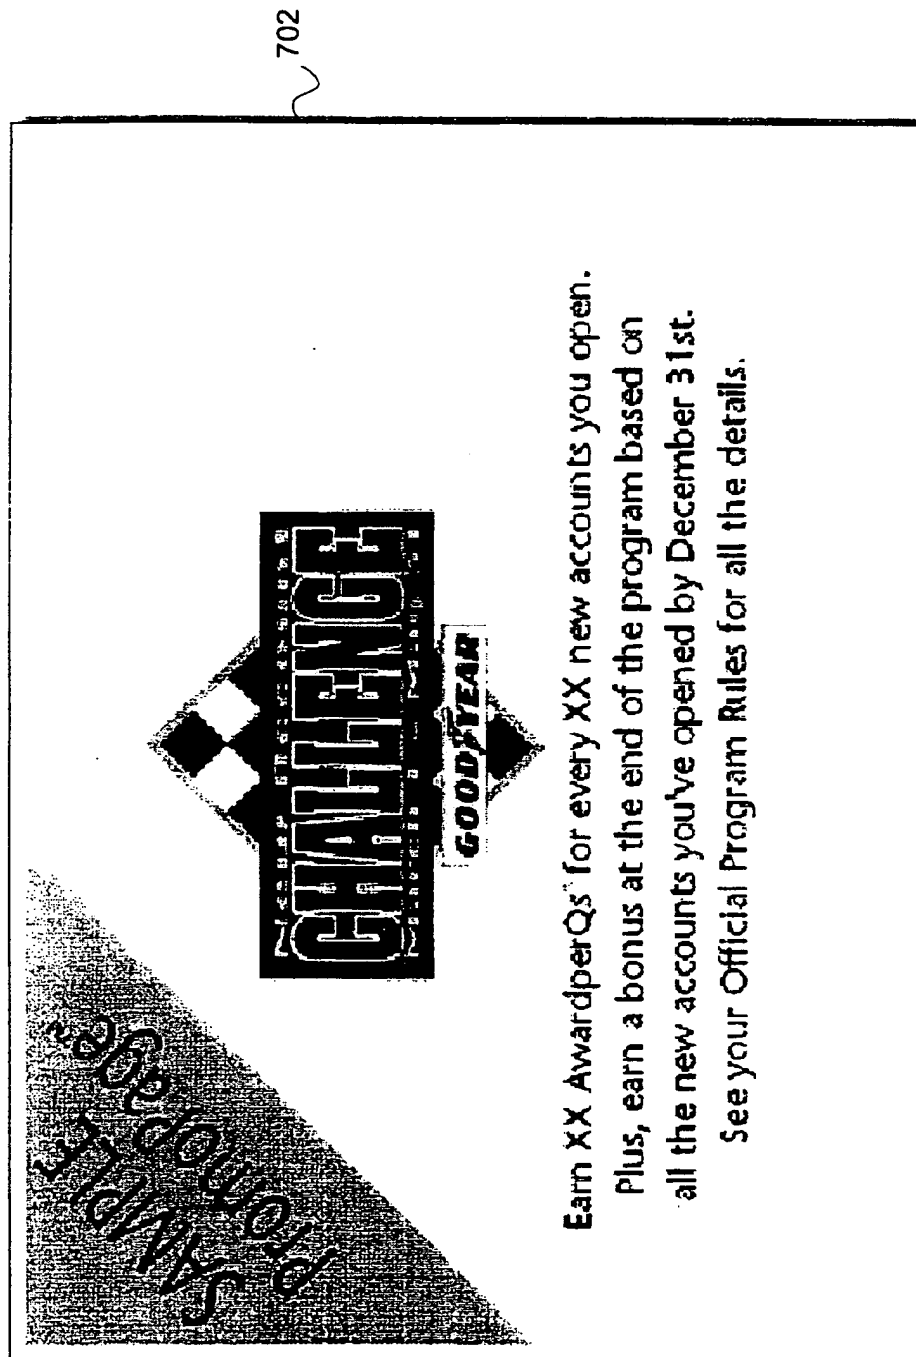 702
SAMPLE
promopage
CHALLENGE
GOODYEAR
Earn XX AwardperQs" for every XX new accounts you open.
Plus, earn a bonus at the end of the program based on
all the new accounts you've opened by December 31st.
See your Official Program Rules for all the details.